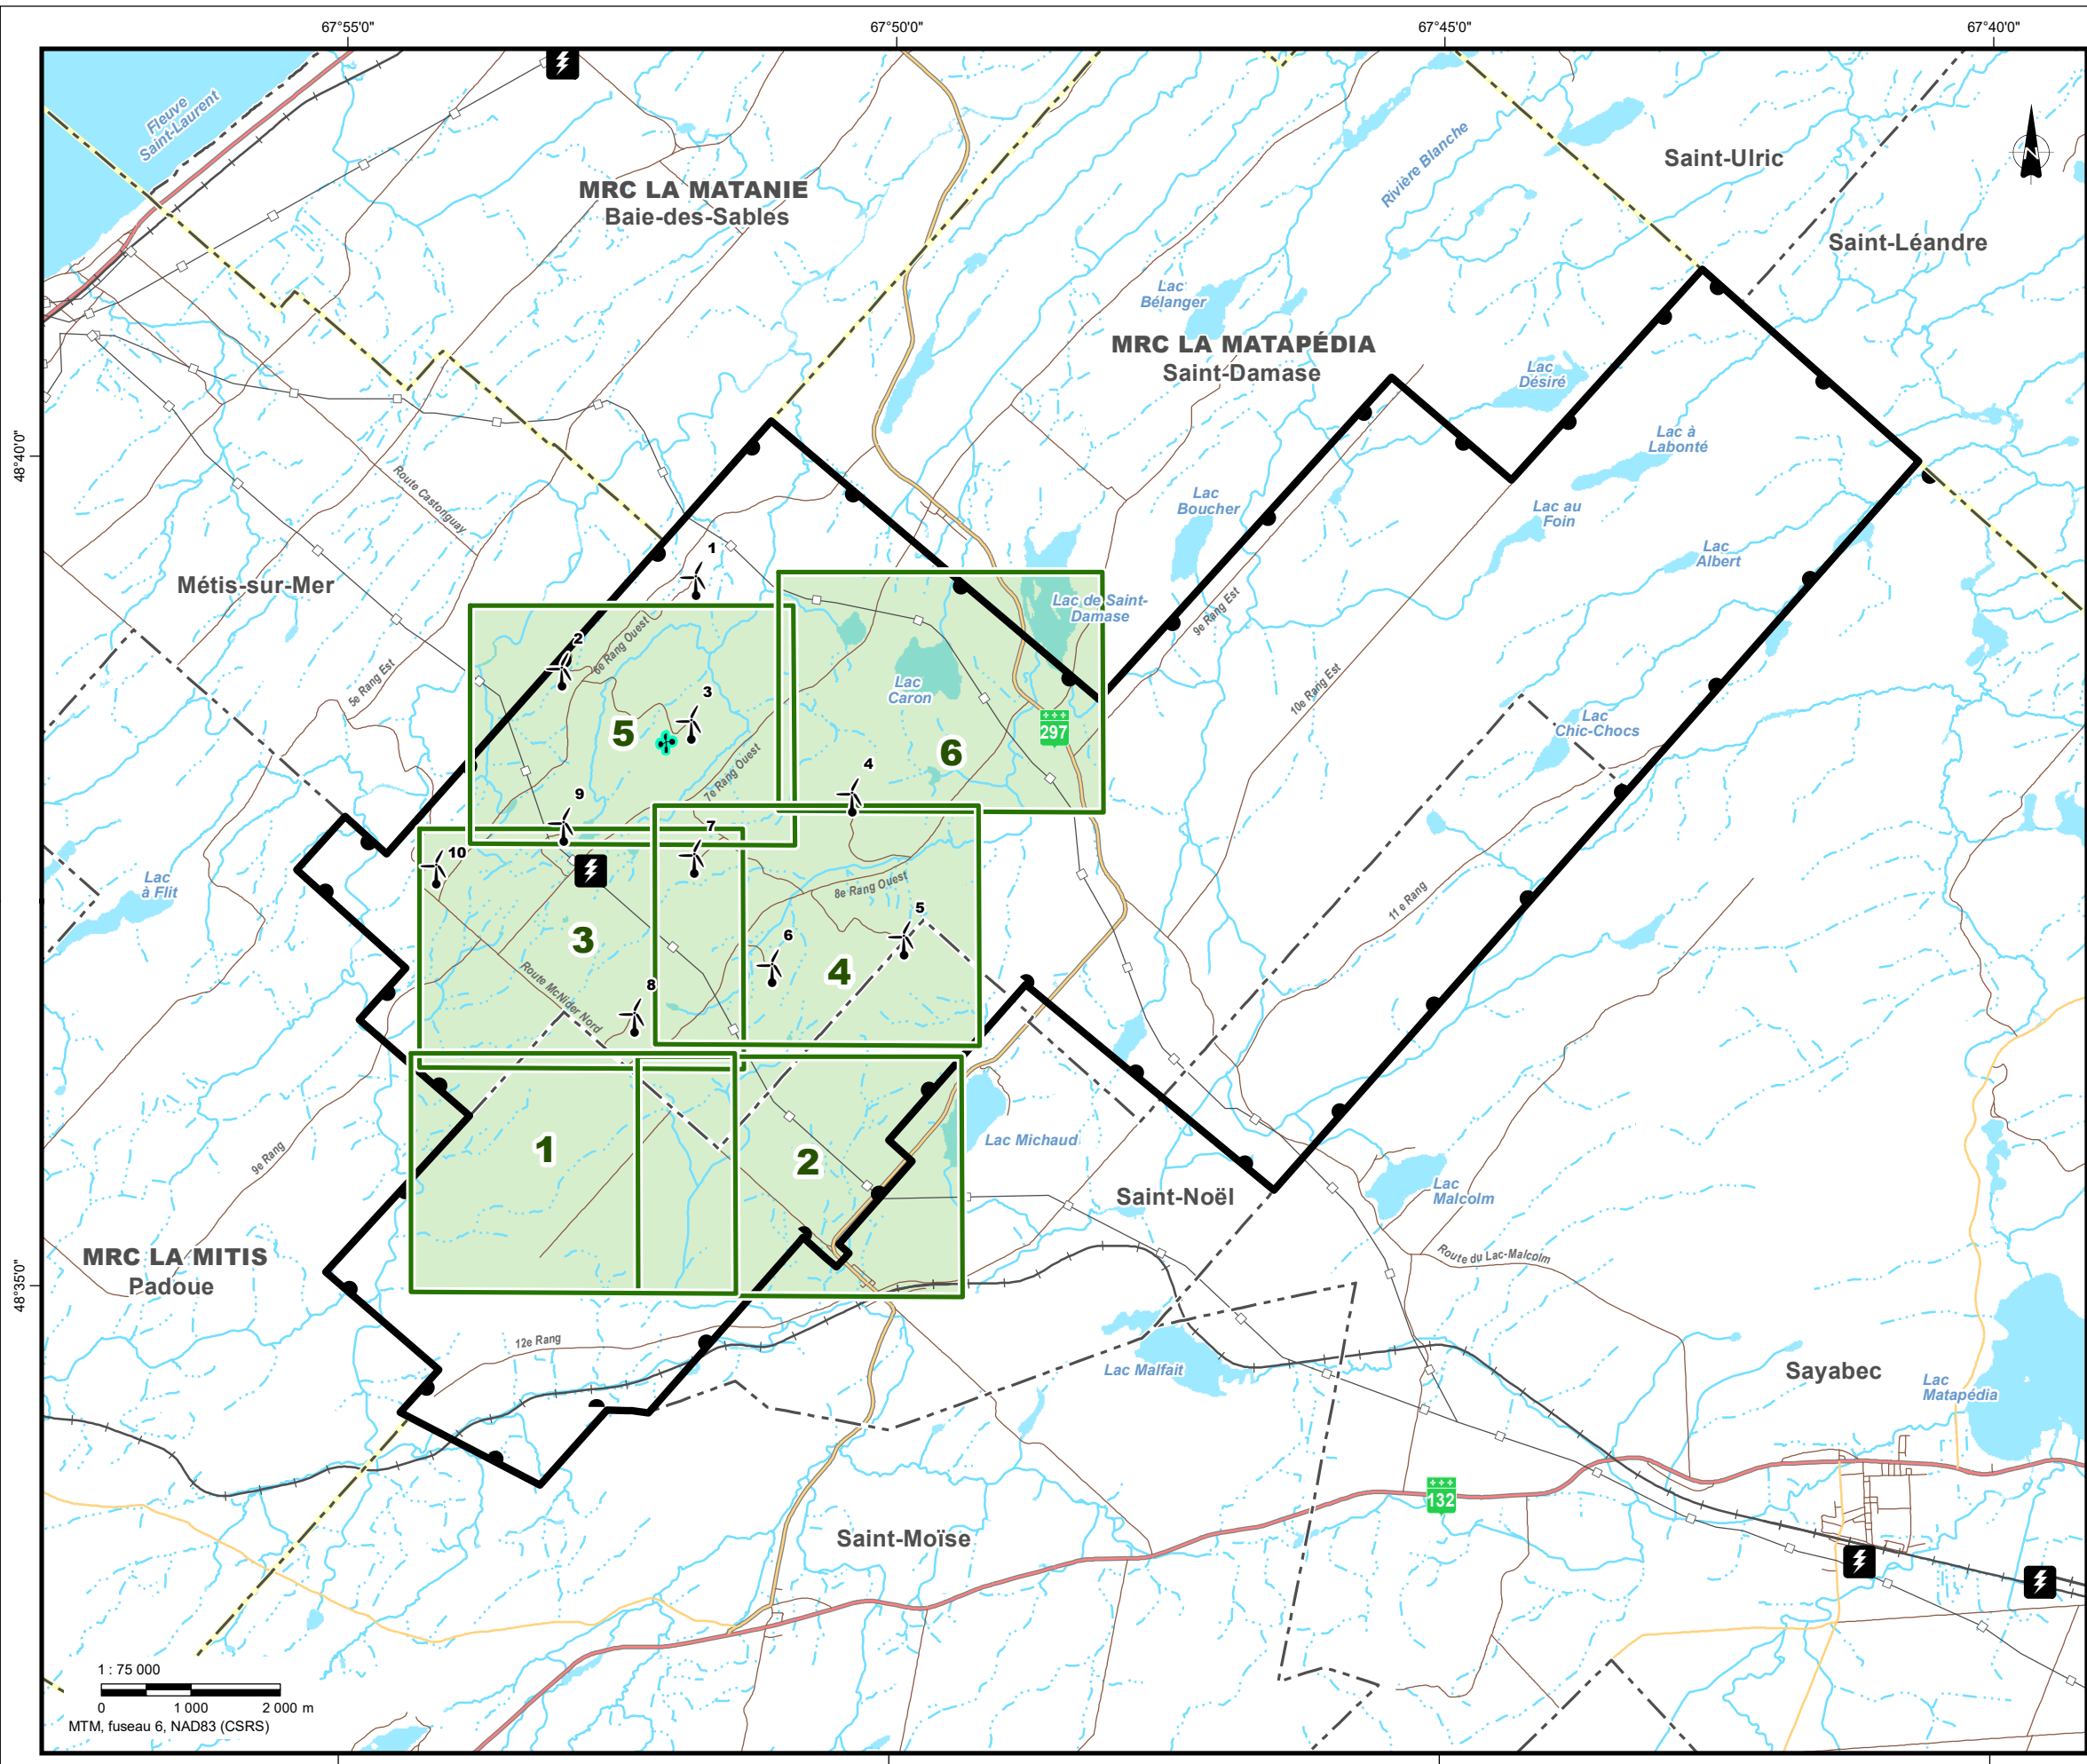 67°55'0"
67°50'0"
67°45'0"
67°40'0"
Fleuve
Saint-Laurent
MRC LA MATANIE
Baie-des-Sables
Rivière Blanche
Saint-Ulric
N
Saint-Léandre
Lac
Bélanger
MRC LA MATAPÉDIA
Saint-Damase
Lac
Désiré
Lac à
Labonté
48°40'0"
Route Castonguay
Lac
Boucher
Lac au
Foin
Lac
Albert
1
Métis-sur-Mer
Lac de Saint-
Damase
9e Rang Est
2
6e Rang Ouest
5e Rang Est
Lac
Caron
10e Rang Est
3
5
297
Lac
Chic-Chocs
6
7e Rang Ouest
4
9
7
10
Lac
à Flit
8e Rang Ouest
11 e Rang
5
3
6
4
Route McNider Nord
8
9e Rang
1
2
Lac Michaud
Saint-Noël
Lac
Malcolm
MRC LA MITIS
Padoue
48°35'0"
Route du Lac-Malcolm
12e Rang
Lac Malfait
Sayabec
Lac
Matapédia
132
Saint-Moïse
1 : 75 000
0 1 000 2 000 m
MTM, fuseau 6, NAD83 (CSRS)